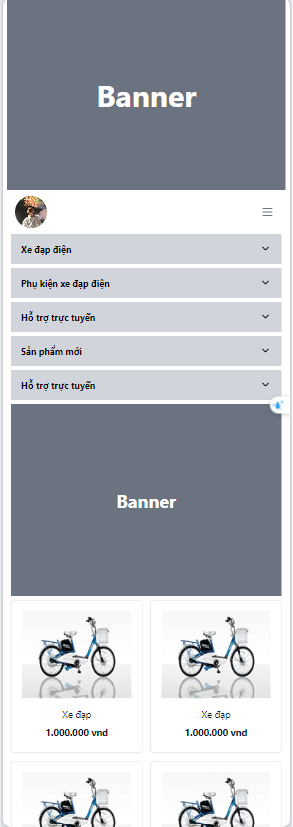 Banner
Xe đạp điện
Phụ kiện xe đạp điện
Hỗ trợ trực tuyến
Sản phẩm mới
Hỗ trợ trực tuyến
Banner
Xe đạp
1.000.000 vnd
Xe đạp
1.000.000 vnd